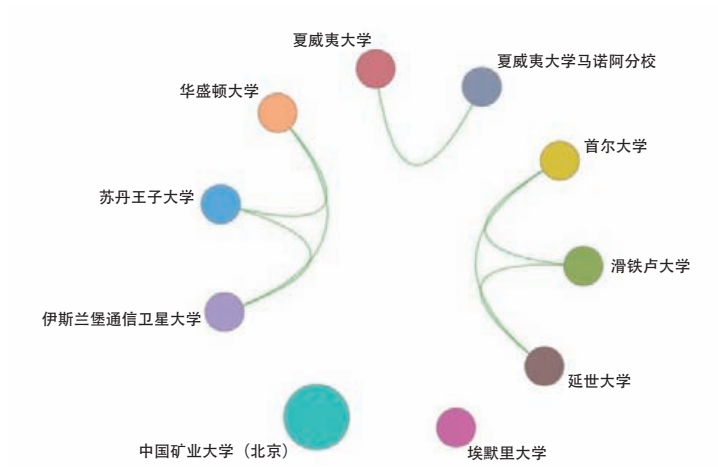 夏威夷大学
夏威夷大学马诺阿分校
华盛顿大学
首尔大学
苏丹王子大学
滑铁卢大学
伊斯兰堡通信卫星大学
延世大学
中国矿业大学（北京）
埃默里大学